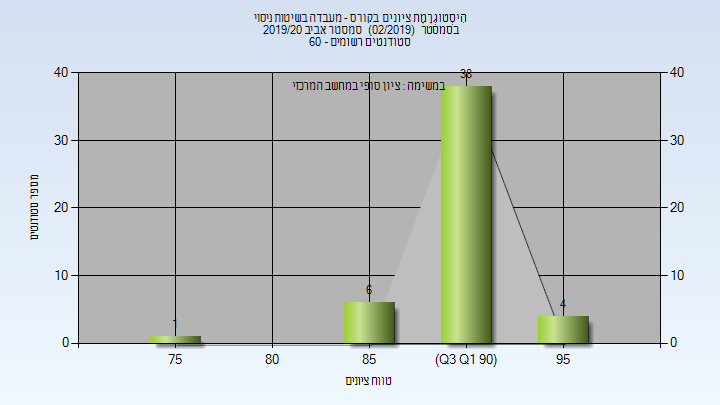 הִיסְטוֹגְרָמַת ציונים בקורס - מעבדה בשיטות ניסוי
בסמסטר (02/2019) סמסטר אביב 2019/20
סטודנטים רשומים - 60
במשימה : ציון סופי במחשב המרכזי
40
30
20
10
0
40
30
20
10
0
מספר סטודנטים
1
6
38
4
75
80
85
(Q3 Q1 90)
95
טווח ציונים